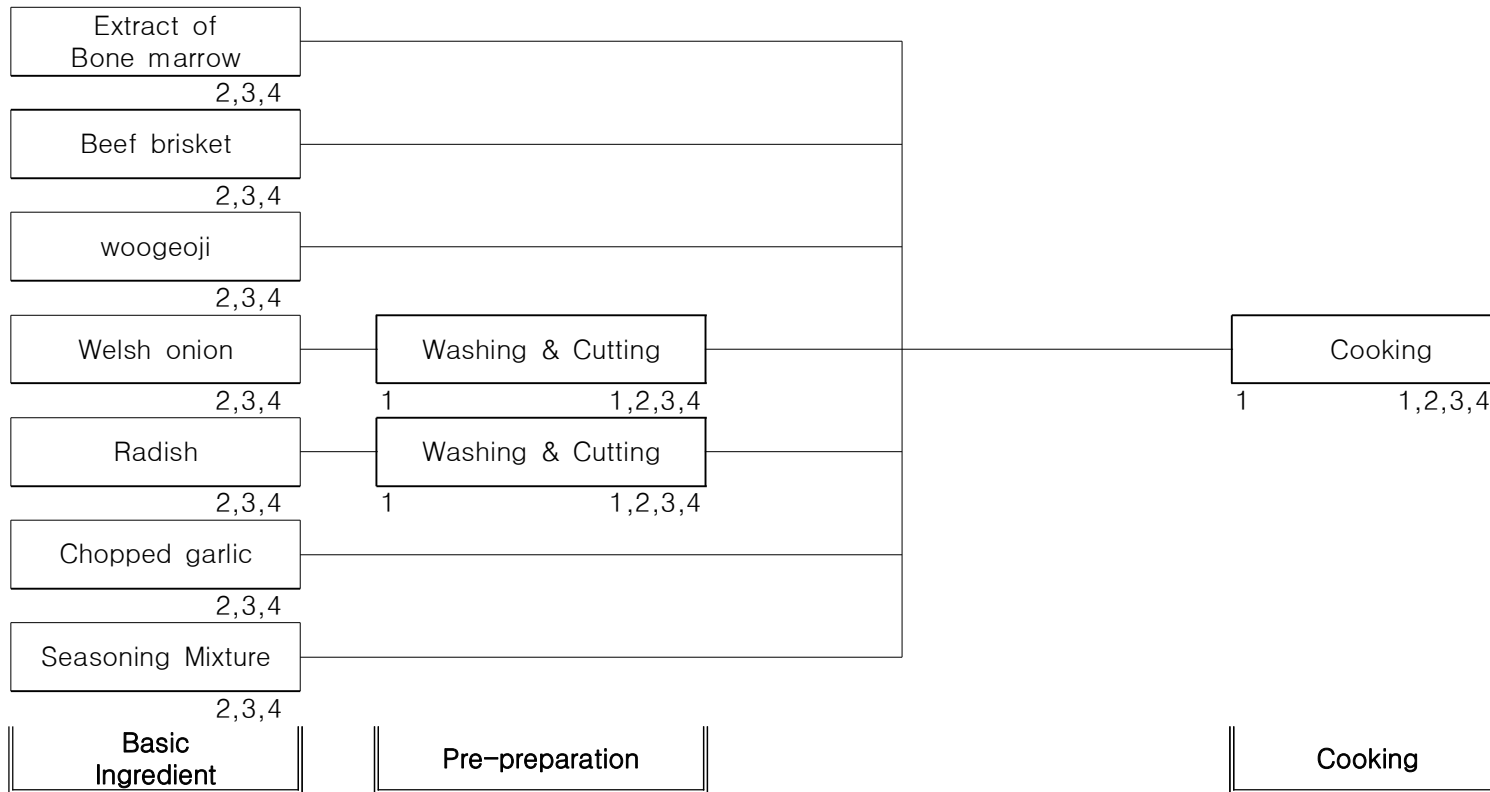 Extract of
Bone marrow
2,3,4
Beef brisket
2,3,4
woogeoji
2,3,4
Welsh onion
Washing & Cutting
Cooking
2,3,4
1
1,2,3,4
1
1,2,3,4
Radish
Washing & Cutting
2,3,4
1
1,2,3,4
Chopped garlic
2,3,4
Seasoning Mixture
2,3,4
Basic
Ingredient
Pre-preparation
Cooking